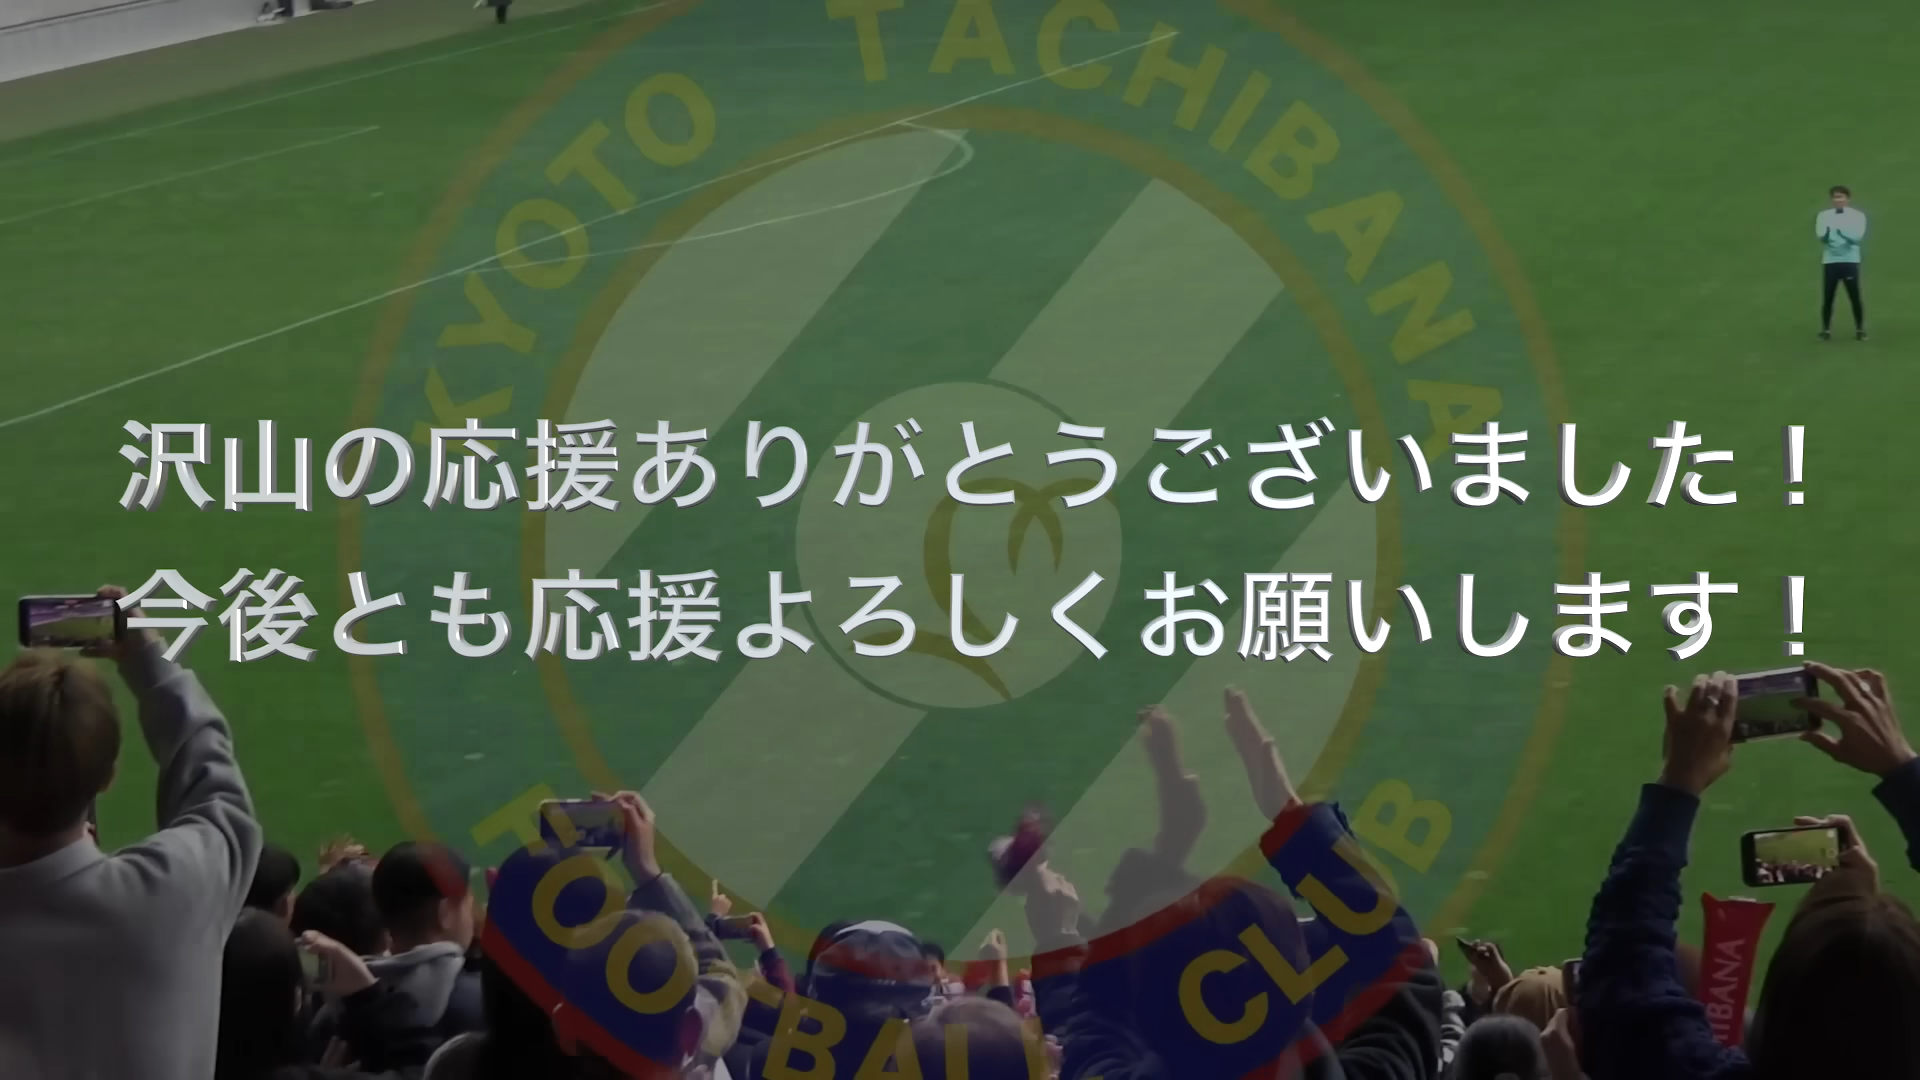 KYOTO TACHIBANA
沢山の応援ありがとうございました！
今後とも応援よろしくお願いします！
FOOTBALL CLUB
HIBANA